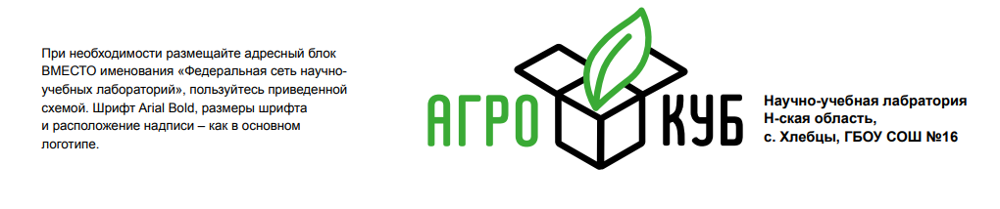 При необходимости размещайте адресный блок
ВМЕСТО именования «Федеральная сеть научно-
учебных лабораторий», пользуйтесь приведенной
схемой. Шрифт Arial Bold, размеры шрифта
и расположение надписи – как в основном
логотипе.
АГРО КУБ
Научно-учебная лабратория
Н-ская область,
с. Хлебцы, ГБОУ СОШ №16